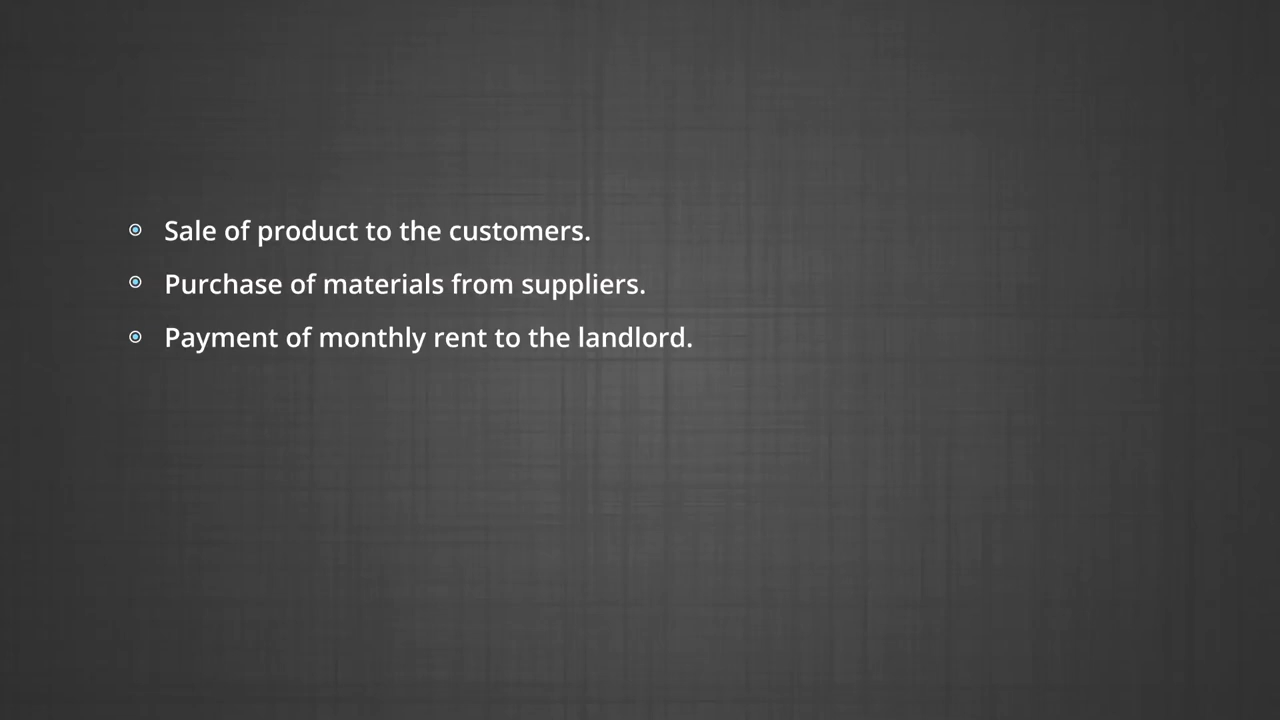 Sale of product to the customers.
Purchase of materials from suppliers.
Payment of monthly rent to the landlord.